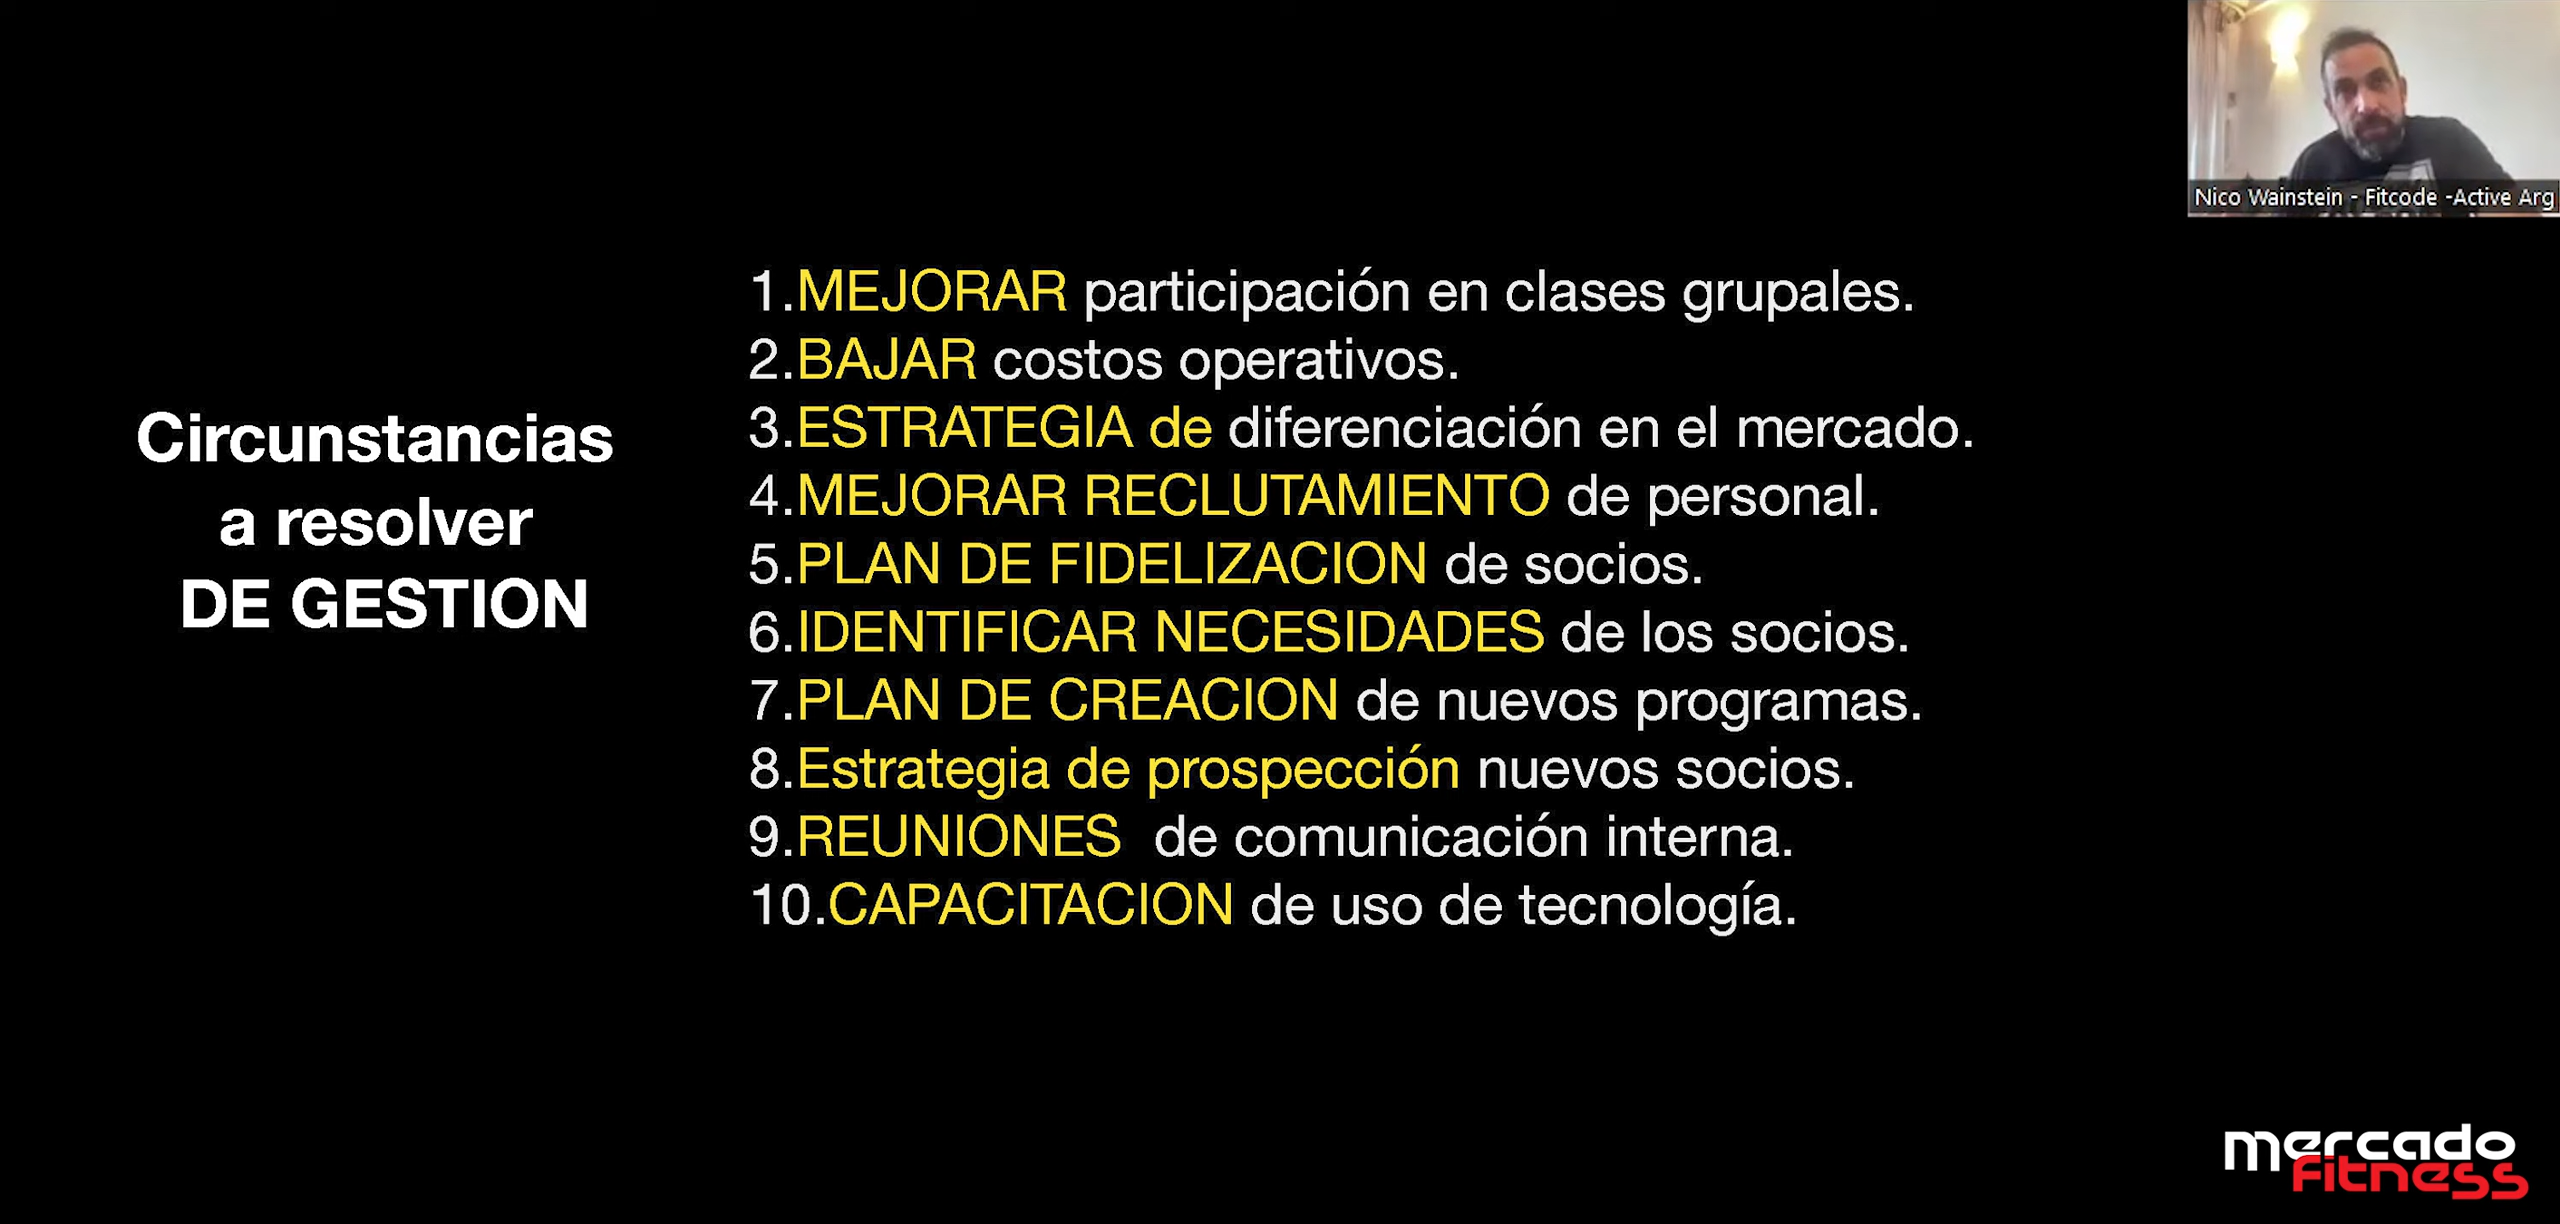 Nico Wainstein - Fitcode -Active Arg
Circunstancias
a resolver
DE GESTION
1.MEJORAR participación en clases grupales.
2.BAJAR costos operativos.
3.ESTRATEGIA de diferenciación en el mercado.
4.MEJORAR RECLUTAMIENTO de personal.
5.PLAN DE FIDELIZACION de socios.
6.IDENTIFICAR NECESIDADES de los socios.
7.PLAN DE CREACION de nuevos programas.
8.Estrategia de prospección nuevos socios.
9.REUNIONES  de comunicación interna.
10.CAPACITACION de uso de tecnología.
mercado
Fitness